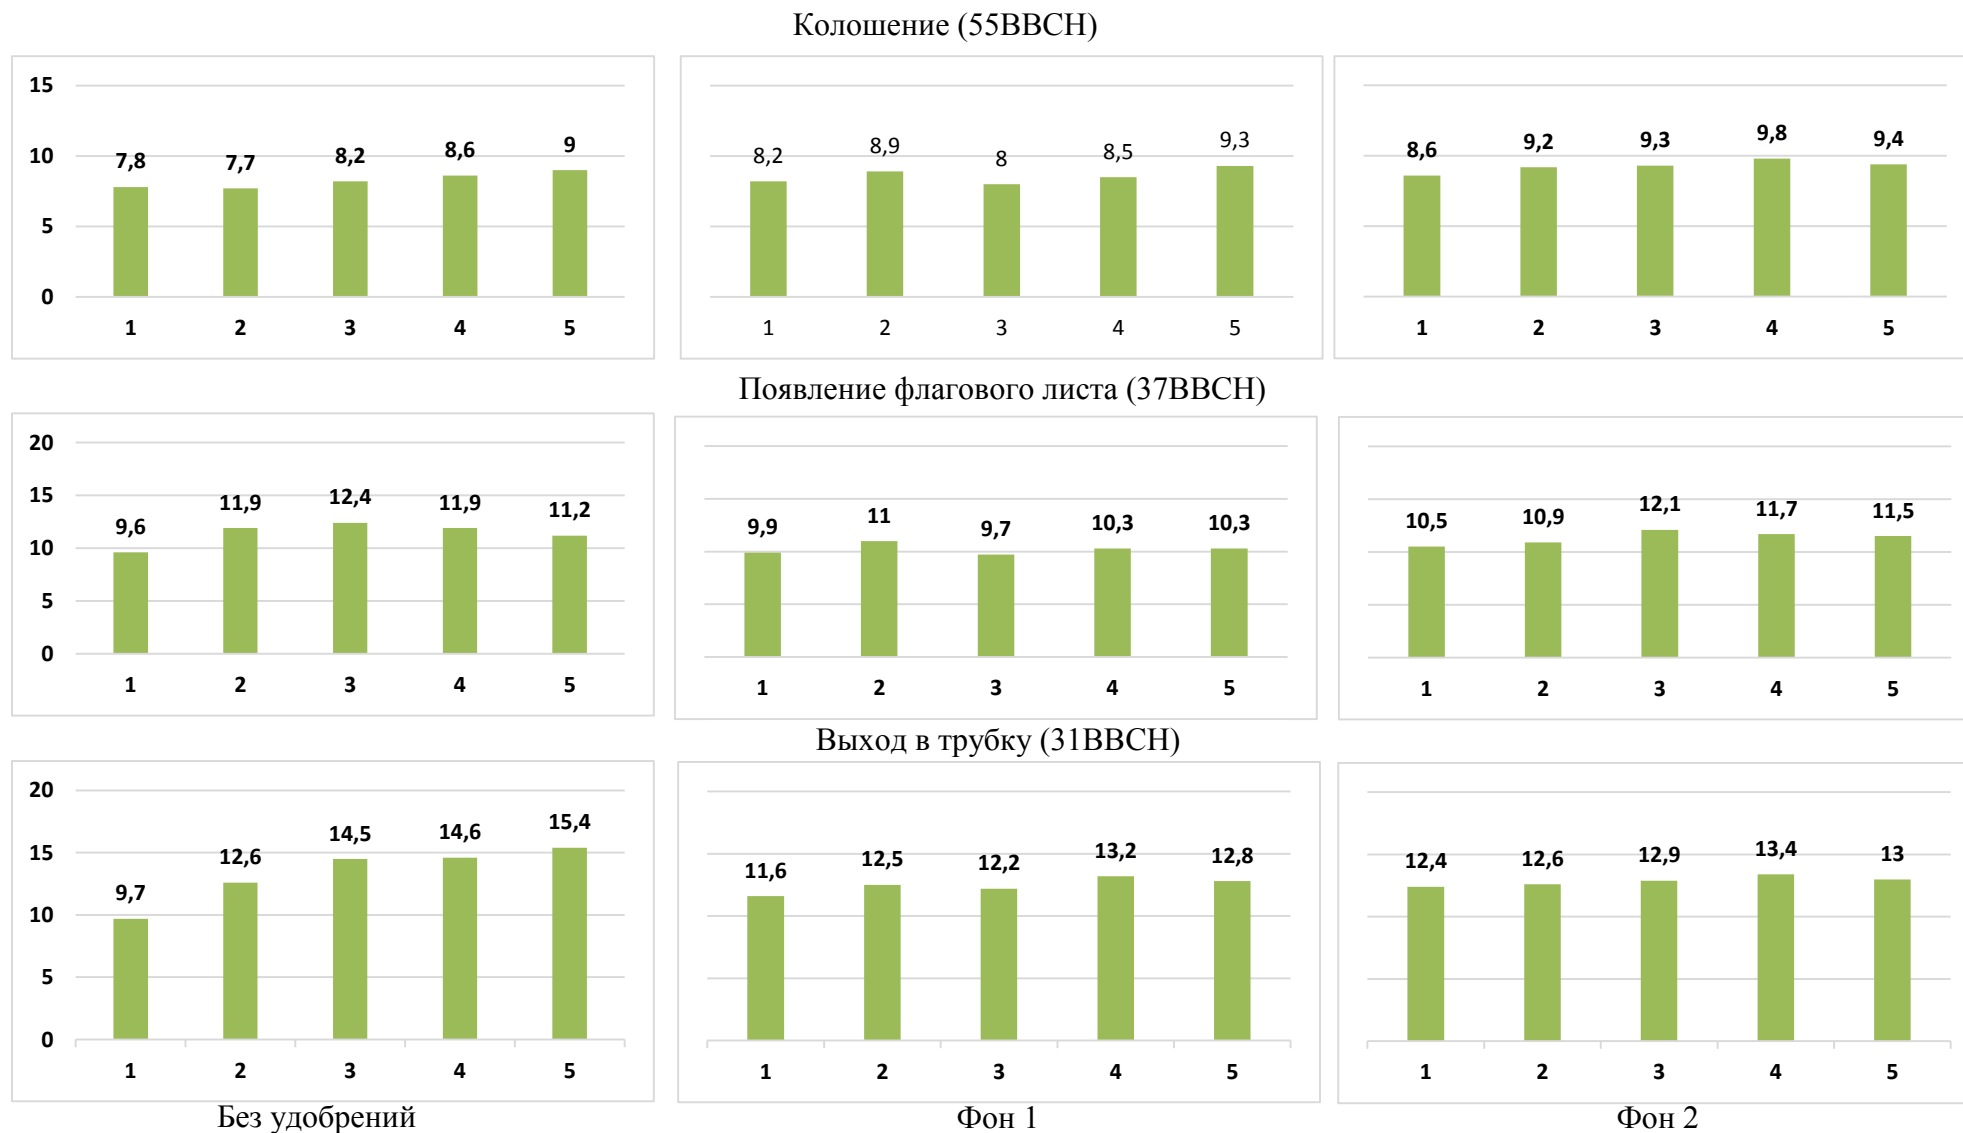 Колошение (55BBCH)
15
10
5
0
7,8 7,7 8,2 8,6 9
1 2 3 4 5
8,2 8,9 8 8,5 9,3
1 2 3 4 5
8,6 9,2 9,3 9,8 9,4
1 2 3 4 5
Появление флагового листа (37BBCH)
20
15
10
5
0
9,6 11,9 12,4 11,9 11,2
1 2 3 4 5
9,9 11 9,7 10,3 10,3
1 2 3 4 5
10,5 10,9 12,1 11,7 11,5
1 2 3 4 5
Выход в трубку (31BBCH)
20
15
10
5
0
9,7 12,6 14,5 14,6 15,4
1 2 3 4 5
11,6 12,5 12,2 13,2 12,8
1 2 3 4 5
12,4 12,6 12,9 13,4 13
1 2 3 4 5
Без удобрений Фон 1 Фон 2